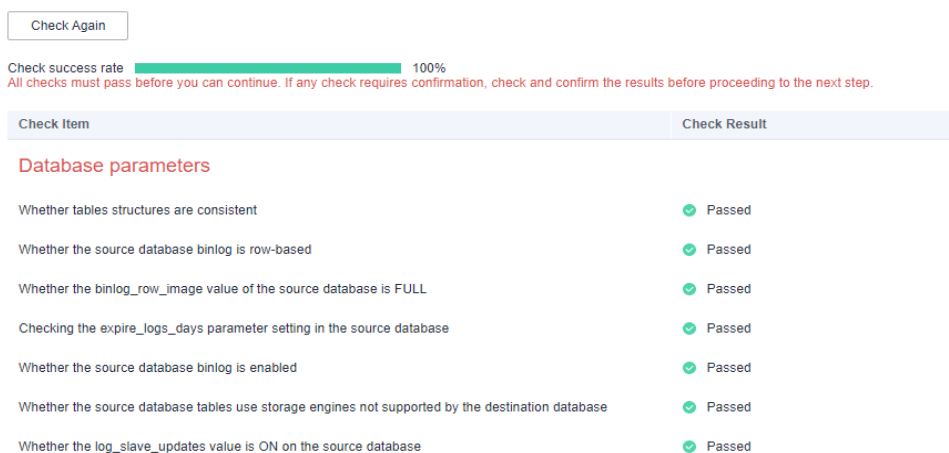 Check Again
Check success rate 100%
All checks must pass before you can continue. If any check requires confirmation, check and confirm the results before proceeding to the next step.
Check Item Check Result
Database parameters
Whether tables structures are consistent Passed
Whether the source database binlog is row-based Passed
Whether the binlog_row_image value of the source database is FULL Passed
Checking the expire_logs_days parameter setting in the source database Passed
Whether the source database binlog is enabled Passed
Whether the source database tables use storage engines not supported by the destination database Passed
Whether the log_slave_updates value is ON on the source database Passed